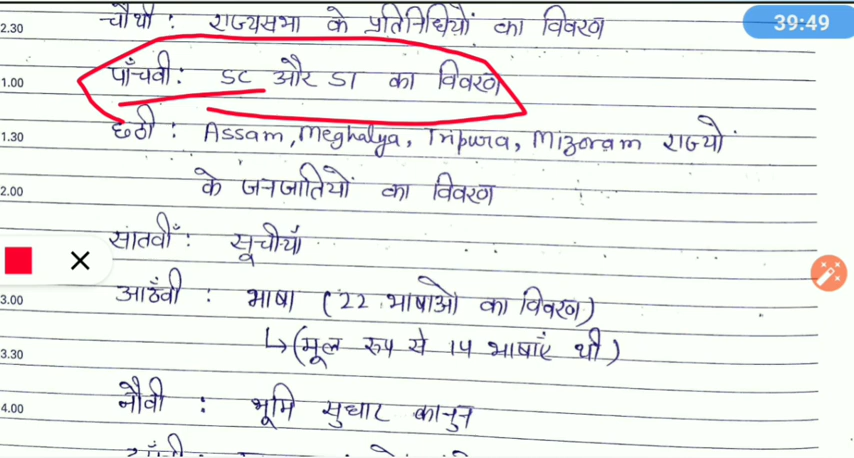 39:49
2.30 चौथी : राज्यसभा के प्रतिनिधियों का विवरण
1.00 पाँचवी : SC और ST का विवरण
1.30 छठी : Assam, Meghalya, Tripura, Mizoram राज्यों
2.00 के जनजातियों का विवरण
सातवीं : सूचीयाँ
3.00 आठवीं : भाषा (22 भाषाओं का विवरण)
3.30 ↳ (मूल रूप से 14 भाषाएं थी)
4.00 नौवी : भूमि सुधार कानुन